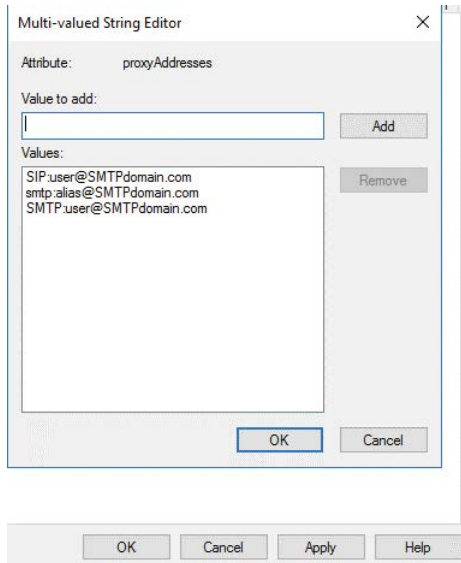 Multi-valued String Editor
Attribute: proxyAddresses
Value to add:
Add
Values:
SIP:user@SMTPdomain.com
smtp:alias@SMTPdomain.com
SMTP:user@SMTPdomain.com
Remove
OK Cancel
OK Cancel Apply Help